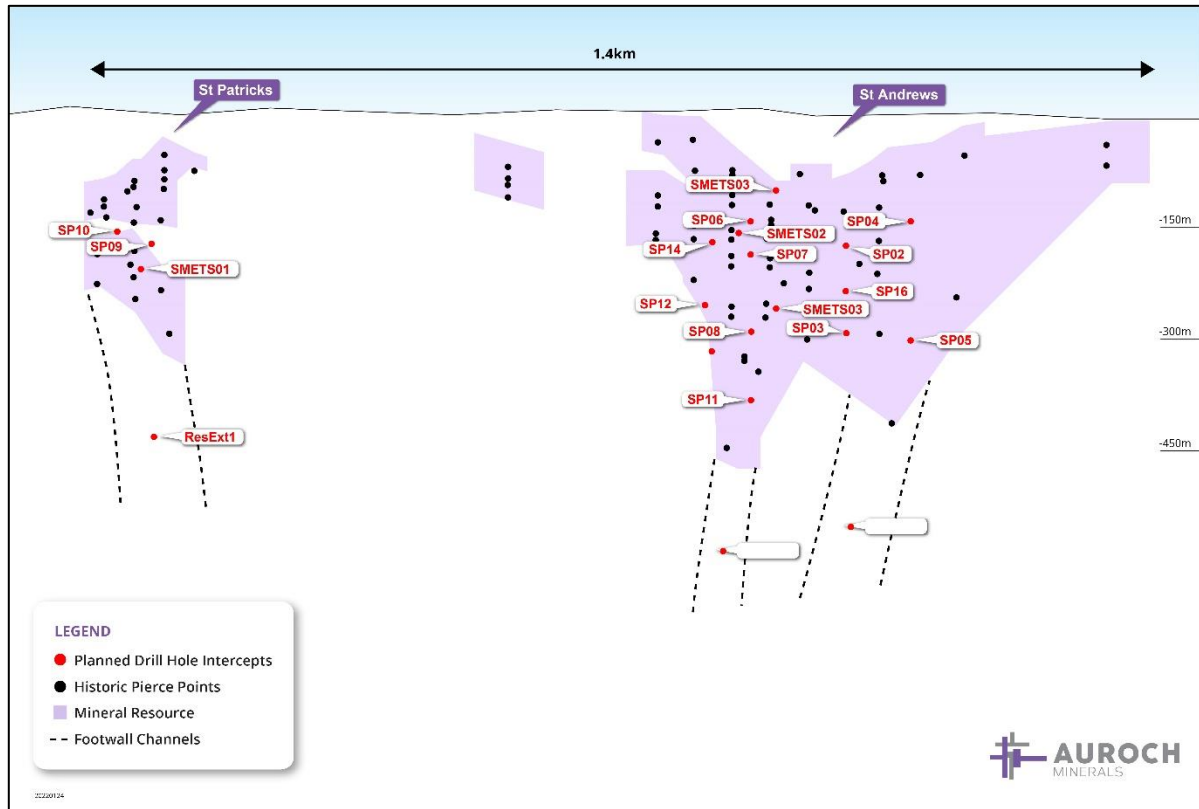 1.4km
St Patricks
St Andrews
SMETS03
SP10
SP06
SP04
-150m
SP09
SMETS02
SP14
SP07
SP02
SMETS01
SP16
SP12
SMETS03
SP08
SP03
SP05
-300m
SP11
ResExt1
-450m
LEGEND
Planned Drill Hole Intercepts
Historic Pierce Points
Mineral Resource
Footwall Channels
AUROCH
MINERALS
20220124